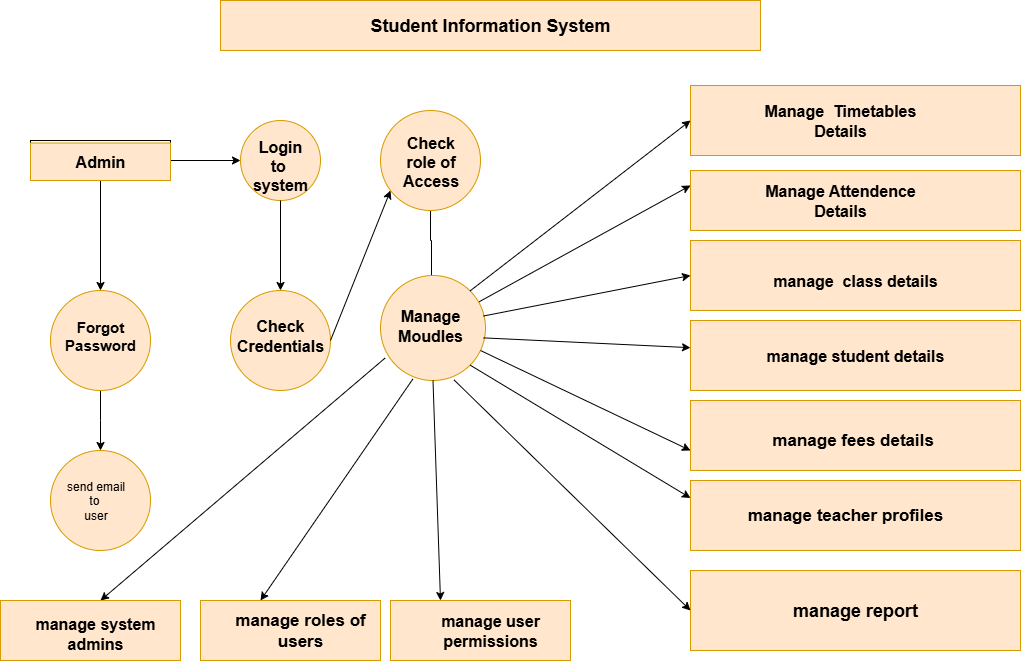 Student Information System
Admin
Login
to
system
Check
role of
Access
Manage Timetables
Details
Manage Attendence
Details
manage class details
Forgot
Password
Check
Credentials
Manage
Moudles
manage student details
manage fees details
send email
to
user
manage teacher profiles
manage system
admins
manage roles of
users
manage user
permissions
manage report